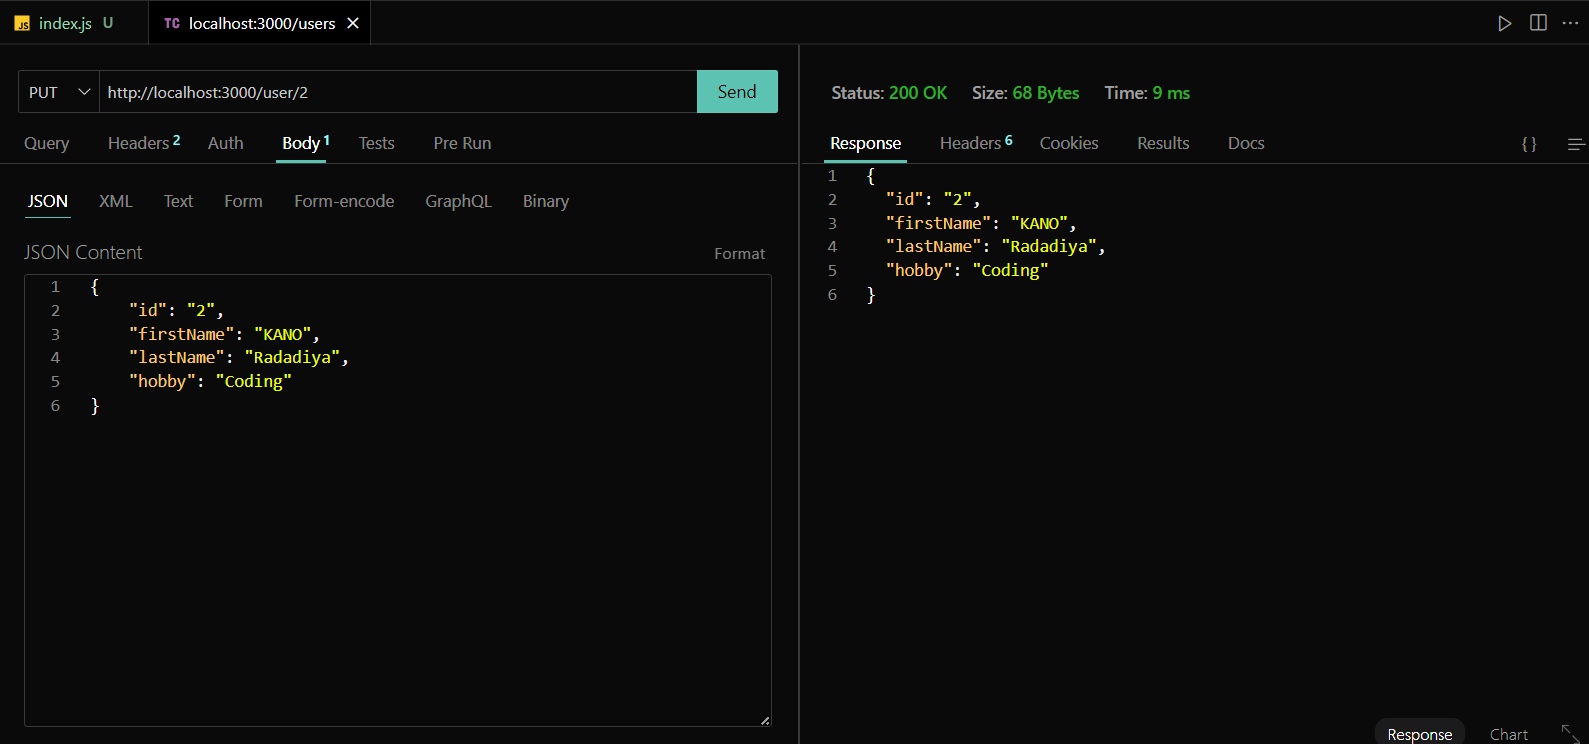 JS index.js U TC localhost:3000/users
PUT http://localhost:3000/user/2 Send
Query Headers 2 Auth Body 1 Tests Pre Run
JSON XML Text Form Form-encode GraphQL Binary
JSON Content Format
1 {
2 "id": "2",
3 "firstName": "KANO",
4 "lastName": "Radadiya",
5 "hobby": "Coding"
6 }
Status: 200 OK Size: 68 Bytes Time: 9 ms
Response Headers 6 Cookies Results Docs {}
1 {
2 "id": "2",
3 "firstName": "KANO",
4 "lastName": "Radadiya",
5 "hobby": "Coding"
6 }
Response Chart